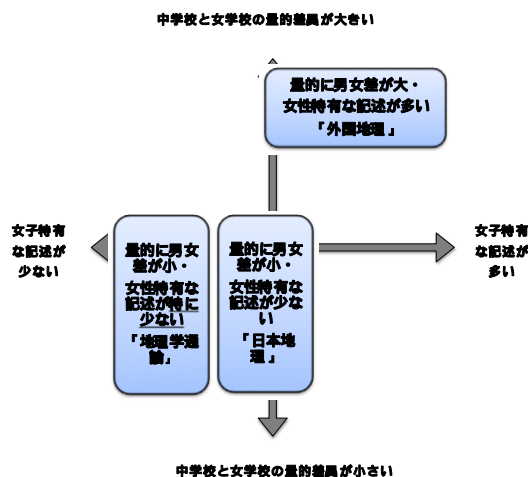 中学校と女学校の量的差異が大きい
量的に男女差が大・
女性特有な記述が多い
「外国地理」
女子特有
な記述が
少ない
量的に男女
差が小・
女性特有な
記述が特に
少ない
「地理学通
論」
量的に男女
差が小・
女性特有な
記述が少な
い
「日本地
理」
女子特有
な記述が
多い
中学校と女学校の量的差異が小さい